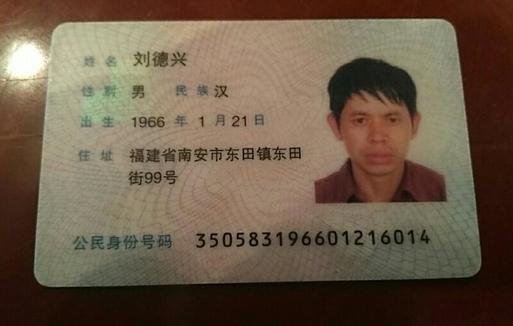 姓名 刘德兴
性别 男 民族 汉
出生 1966 年 1 月 21 日
住址 福建省南安市东田镇东田
街99号
公民身份号码 350583196601216014